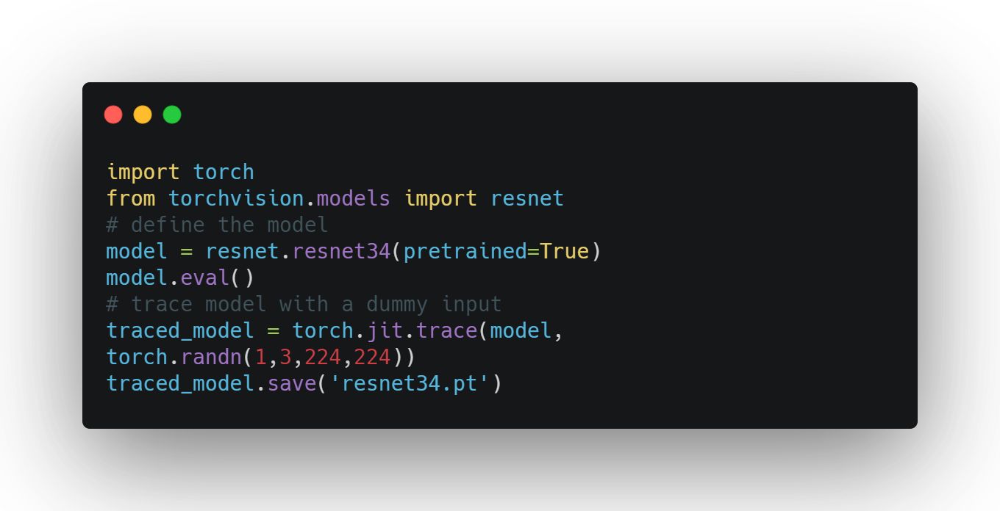 import torch
from torchvision.models import resnet
# define the model
model = resnet.resnet34(pretrained=True)
model.eval()
# trace model with a dummy input
traced_model = torch.jit.trace(model,
torch.randn(1,3,224,224))
traced_model.save('resnet34.pt')